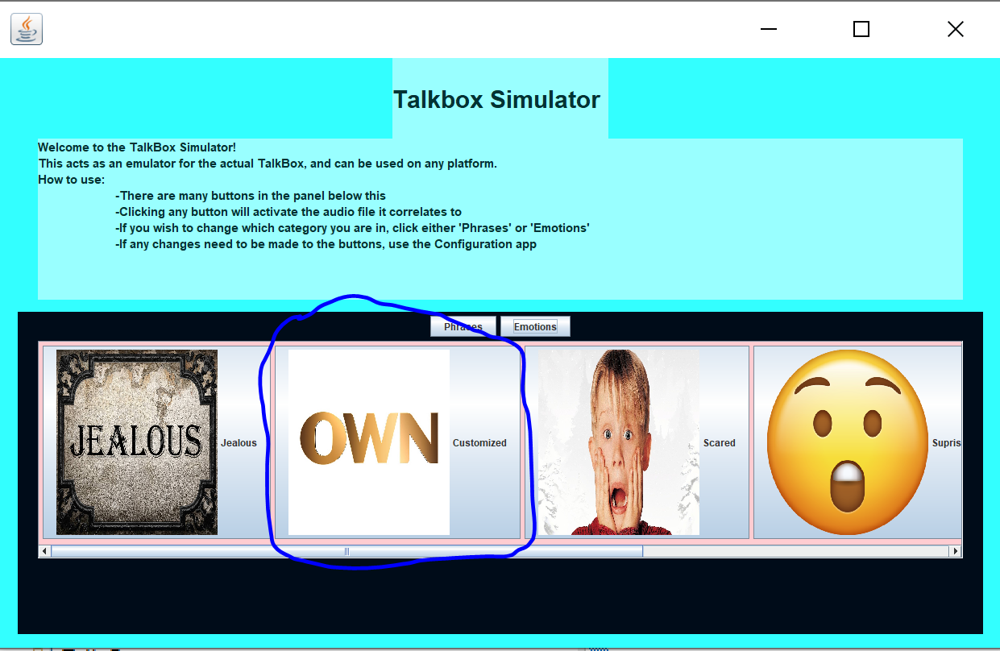 Talkbox Simulator
Welcome to the TalkBox Simulator!
This acts as an emulator for the actual TalkBox, and can be used on any platform.
How to use:
-There are many buttons in the panel below this
-Clicking any button will activate the audio file it correlates to
-If you wish to change which category you are in, click either 'Phrases' or 'Emotions'
-If any changes need to be made to the buttons, use the Configuration app
Phrases Emotions
JEALOUS Jealous OWN Customized Scared Supris